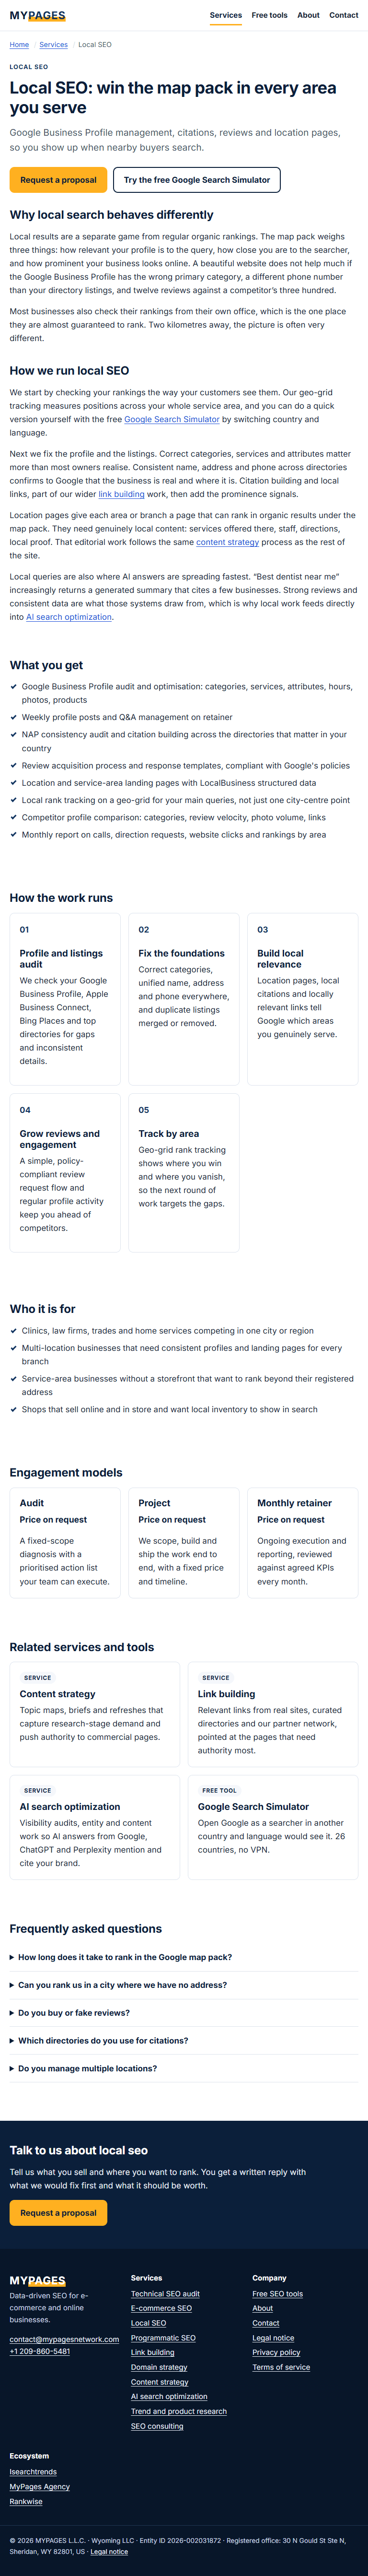 MYPAGES
Services Free tools About Contact
Home / Services / Local SEO
LOCAL SEO
Local SEO: win the map pack in every area
you serve
Google Business Profile management, citations, reviews and location pages,
so you show up when nearby buyers search.
Request a proposal
Try the free Google Search Simulator
Why local search behaves differently
Local results are a separate game from regular organic rankings. The map pack weighs
three things: how relevant your profile is to the query, how close you are to the searcher,
and how prominent your business looks online. A beautiful website does not help much if
the Google Business Profile has the wrong primary category, a different phone number
than your directory listings, and twelve reviews against a competitor's three hundred.
Most businesses also check their rankings from their own office, which is the one place
they are almost guaranteed to rank. Two kilometres away, the picture is often very
different.
How we run local SEO
We start by checking your rankings the way your customers see them. Our geo-grid
tracking measures positions across your whole service area, and you can do a quick
version yourself with the free Google Search Simulator by switching country and
language.
Next we fix the profile and the listings. Correct categories, services and attributes matter
more than most owners realise. Consistent name, address and phone across directories
confirms to Google that the business is real and where it is. Citation building and local
links, part of our wider link building work, then add the prominence signals.
Location pages give each area or branch a page that can rank in organic results under the
map pack. They need genuinely local content: services offered there, staff, directions,
local proof. That editorial work follows the same content strategy process as the rest of
the site.
Local queries are also where AI answers are spreading fastest. “Best dentist near me”
increasingly returns a generated summary that cites a few businesses. Strong reviews and
consistent data are what those systems draw from, which is why local work feeds directly
into AI search optimization.
What you get
Google Business Profile audit and optimisation: categories, services, attributes, hours,
photos, products
Weekly profile posts and Q&A management on retainer
NAP consistency audit and citation building across the directories that matter in your
country
Review acquisition process and response templates, compliant with Google's policies
Location and service-area landing pages with LocalBusiness structured data
Local rank tracking on a geo-grid for your main queries, not just one city-centre point
Competitor profile comparison: categories, review velocity, photo volume, links
Monthly report on calls, direction requests, website clicks and rankings by area
How the work runs
01
Profile and listings
audit
We check your Google
Business Profile, Apple
Business Connect,
Bing Places and top
directories for gaps
and inconsistent
details.
02
Fix the foundations
Correct categories,
unified name, address
and phone everywhere,
and duplicate listings
merged or removed.
03
Build local
relevance
Location pages, local
citations and locally
relevant links tell
Google which areas
you genuinely serve.
04
Grow reviews and
engagement
A simple, policy-
compliant review
request flow and
regular profile activity
keep you ahead of
competitors.
05
Track by area
Geo-grid rank tracking
shows where you win
and where you vanish,
so the next round of
work targets the gaps.
Who it is for
Clinics, law firms, trades and home services competing in one city or region
Multi-location businesses that need consistent profiles and landing pages for every
branch
Service-area businesses without a storefront that want to rank beyond their registered
address
Shops that sell online and in store and want local inventory to show in search
Engagement models
Audit
Price on request
A fixed-scope
diagnosis with a
prioritised action list
your team can execute.
Project
Price on request
We scope, build and
ship the work end to
end, with a fixed price
and timeline.
Monthly retainer
Price on request
Ongoing execution and
reporting, reviewed
against agreed KPIs
every month.
Related services and tools
SERVICE
Content strategy
Topic maps, briefs and refreshes that
capture research-stage demand and
push authority to commercial pages.
SERVICE
Link building
Relevant links from real sites, curated
directories and our partner network,
pointed at the pages that need
authority most.
SERVICE
AI search optimization
Visibility audits, entity and content
work so AI answers from Google,
ChatGPT and Perplexity mention and
cite your brand.
FREE TOOL
Google Search Simulator
Open Google as a searcher in another
country and language would see it. 26
countries, no VPN.
Frequently asked questions
How long does it take to rank in the Google map pack?
Can you rank us in a city where we have no address?
Do you buy or fake reviews?
Which directories do you use for citations?
Do you manage multiple locations?
Talk to us about local seo
Tell us what you sell and where you want to rank. You get a written reply with
what we would fix first and what it should be worth.
Request a proposal
MYPAGES
Data-driven SEO for e-
commerce and online
businesses.
contact@mypagesnetwork.com
+1 209-860-5481
Services
Technical SEO audit
E-commerce SEO
Local SEO
Programmatic SEO
Link building
Domain strategy
Content strategy
AI search optimization
Trend and product research
SEO consulting
Company
Free SEO tools
About
Contact
Legal notice
Privacy policy
Terms of service
Ecosystem
Isearchtrends
MyPages Agency
Rankwise
© 2026 MYPAGES L.L.C. · Wyoming LLC · Entity ID 2026-002031872 · Registered office: 30 N Gould St Ste N,
Sheridan, WY 82801, US · Legal notice